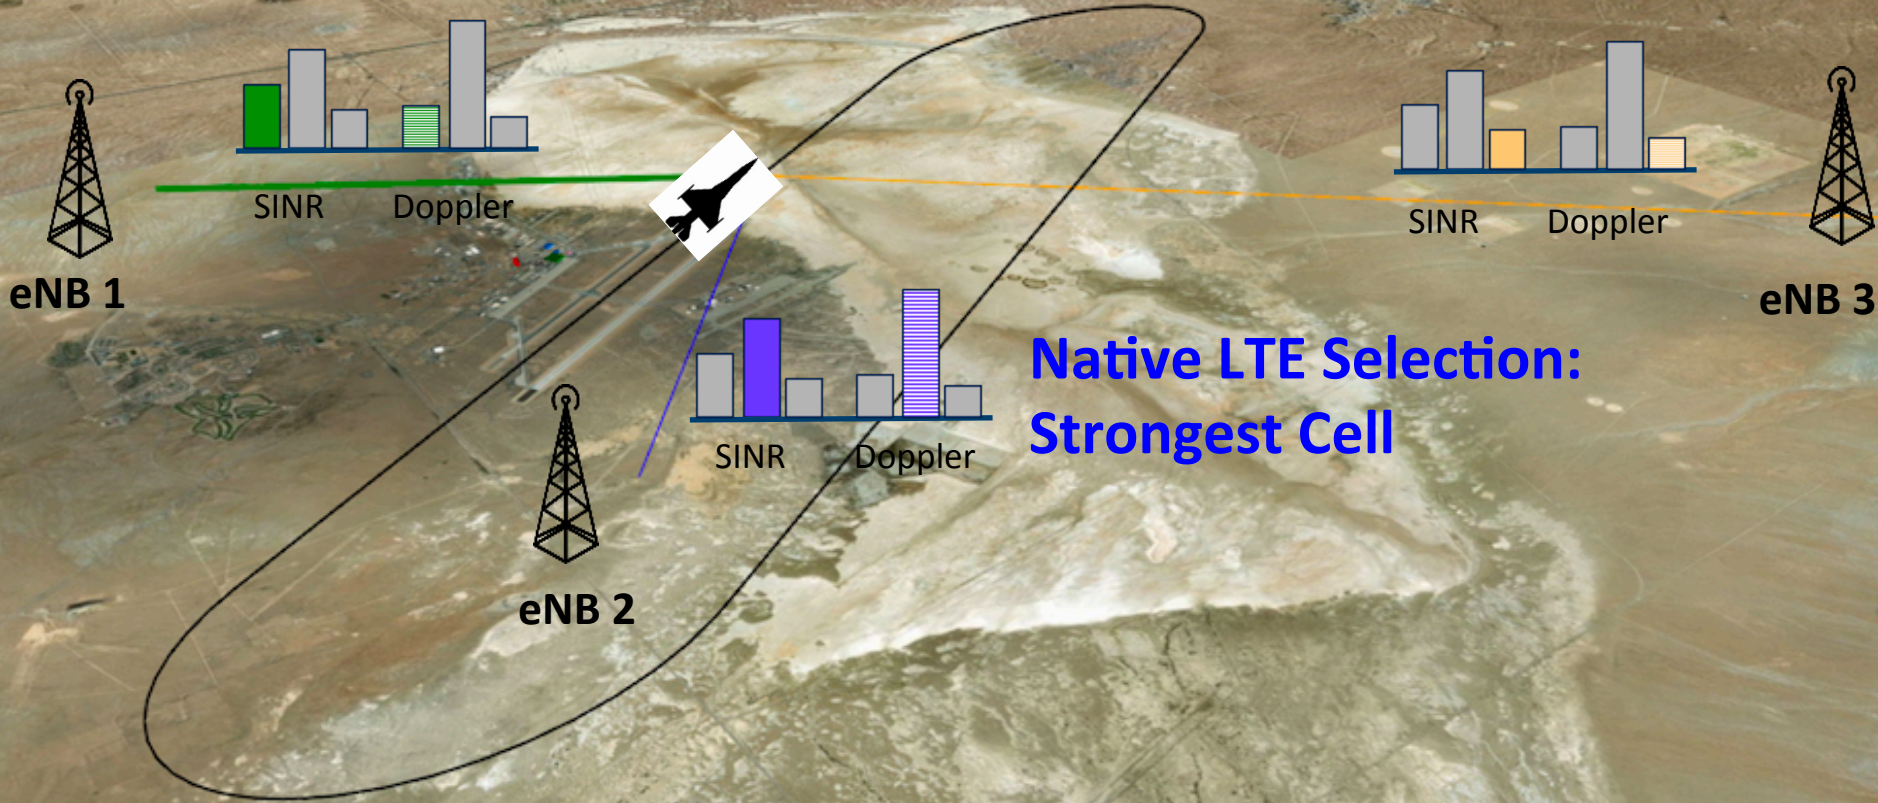 SINR Doppler
eNB 1
SINR Doppler
eNB 3
SINR Doppler
eNB 2
Native LTE Selection:
Strongest Cell